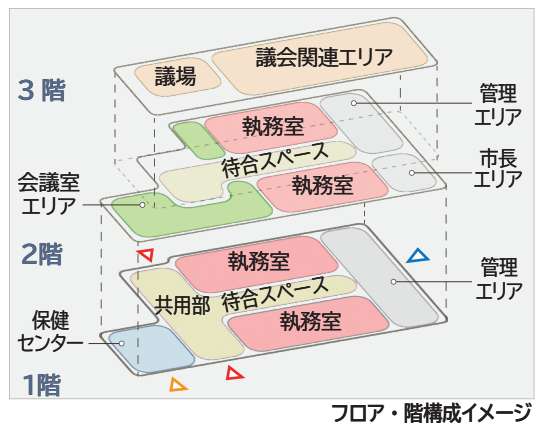 3階
議場
議会関連エリア
執務室
管理
エリア
待合スペース
市長
エリア
執務室
会議室
エリア
2階
執務室
管理
エリア
共用部
待合スペース
執務室
保健
センター
1階
フロア・階構成イメージ